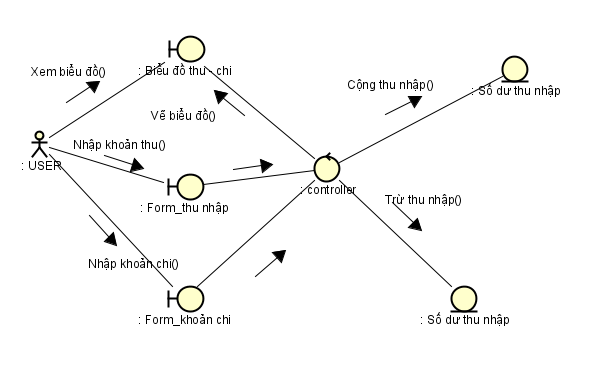 Xem biểu đồ()
: Biểu đồ thu - chi
Cộng thu nhập()
: Số dư thu nhập
Vẽ biểu đồ()
Nhập khoản thu()
: USER
: controller
: Form_thu nhập
Trừ thu nhập()
Nhập khoản chi()
: Form_khoản chi
: Số dư thu nhập